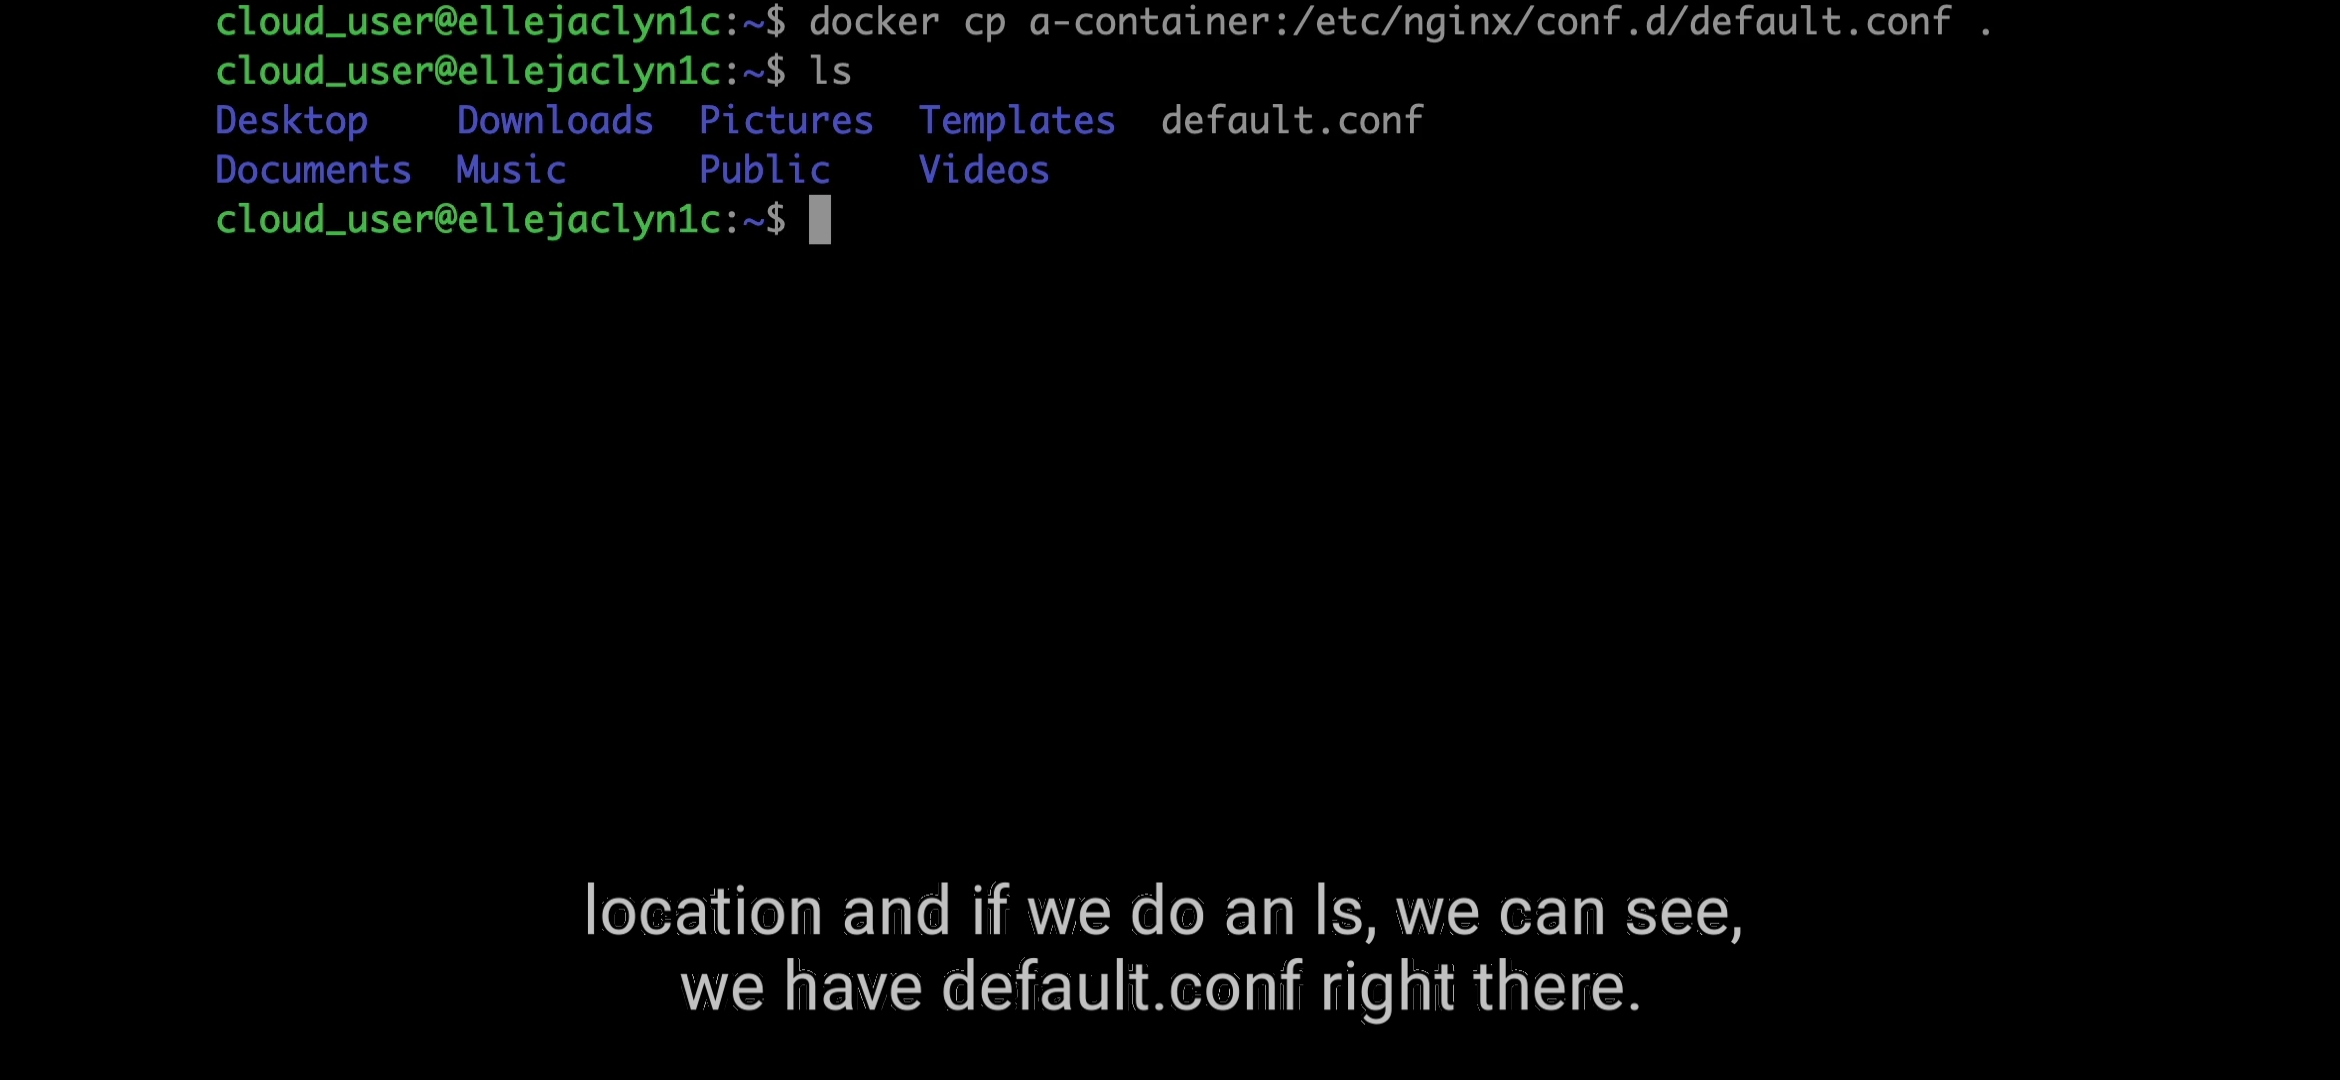 cloud_user@ellejaclyn1c:~$ docker cp a-container:/etc/nginx/conf.d/default.conf .
cloud_user@ellejaclyn1c:~$ ls
Desktop    Downloads  Pictures  Templates  default.conf
Documents  Music      Public    Videos
cloud_user@ellejaclyn1c:~$
location and if we do an ls, we can see,
we have default.conf right there.